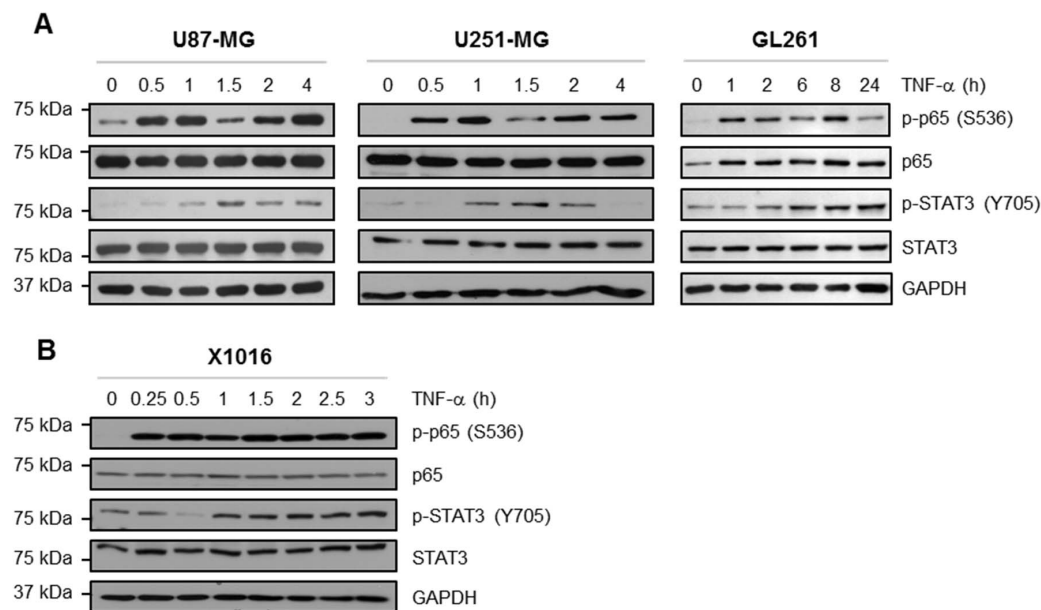 A
U87-MG U251-MG GL261
0 0.5 1 1.5 2 4 0 0.5 1 1.5 2 4 0 1 2 6 8 24 TNF-α (h)
75 kDa p-p65 (S536)
75 kDa p65
75 kDa p-STAT3 (Y705)
75 kDa STAT3
37 kDa GAPDH
B
X1016
0 0.25 0.5 1 1.5 2 2.5 3 TNF-α (h)
75 kDa p-p65 (S536)
75 kDa p65
75 kDa p-STAT3 (Y705)
75 kDa STAT3
37 kDa GAPDH